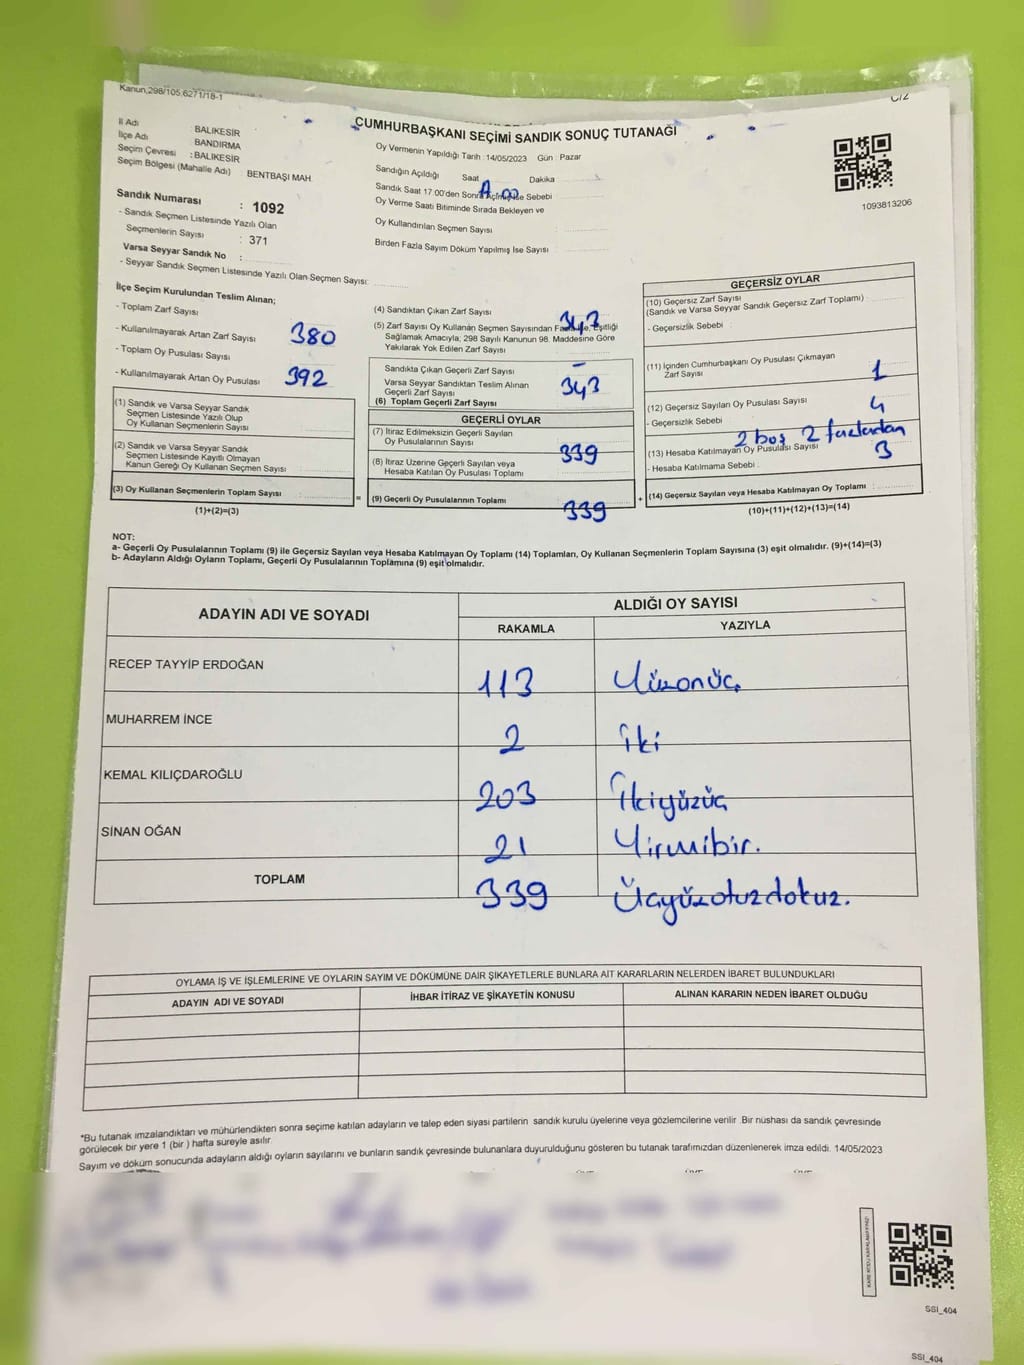 Kanun,298/105,6271/18-1
C/2
CUMHURBAŞKANI SEÇİMİ SANDIK SONUÇ TUTANAĞI
İl Adı BALIKESİR
İlçe Adı BANDIRMA
Seçim Çevresi :BALIKESİR
Seçim Bölgesi (Mahalle Adı) BENTBAŞI MAH.
Sandık Numarası : 1092
- Sandık Seçmen Listesinde Yazılı Olan
Seçmenlerin Sayısı : 371
Varsa Seyyar Sandık No :
- Seyyar Sandık Seçmen Listesinde Yazılı Olan Seçmen Sayısı:
Oy Vermenin Yapıldığı Tarih :14/05/2023 Gün : Pazar
Sandığın Açıldığı Saat Dakika
Sandık Saat 17.00'den Sonra Açılmış İse Sebebi
Oy Verme Saati Bitiminde Sırada Bekleyen ve
Oy Kullandırılan Seçmen Sayısı :
Birden Fazla Sayım Döküm Yapılmış İse Sayısı
1093813206
İlçe Seçim Kurulundan Teslim Alınan;
- Toplam Zarf Sayısı
- Kullanılmayarak Artan Zarf Sayısı 380
- Toplam Oy Pusulası Sayısı
- Kullanılmayarak Artan Oy Pusulası 392
(1) Sandık ve Varsa Seyyar Sandık
Seçmen Listesinde Yazılı Olup
Oy Kullanan Seçmenlerin Sayısı
(2) Sandık ve Varsa Seyyar Sandık
Seçmen Listesinde Kayıtlı Olmayan
Kanun Gereği Oy Kullanan Seçmen Sayısı
(3) Oy Kullanan Seçmenlerin Toplam Sayısı
(1)+(2)=(3)
(4) Sandıktan Çıkan Zarf Sayısı 343
(5) Zarf Sayısı Oy Kullanan Seçmen Sayısından Fazla İse, Eşitliği
Sağlamak Amacıyla; 298 Sayılı Kanunun 98. Maddesine Göre
Yakılarak Yok Edilen Zarf Sayısı -
Sandıkta Çıkan Geçerli Zarf Sayısı
Varsa Seyyar Sandıktan Teslim Alınan
Geçerli Zarf Sayısı 343
(6) Toplam Geçerli Zarf Sayısı
GEÇERLİ OYLAR
(7) İtiraz Edilmeksizin Geçerli Sayılan
Oy Pusulalarının Sayısı 339
(8) İtiraz Üzerine Geçerli Sayılan veya
Hesaba Katılan Oy Pusulası Toplamı
(9) Geçerli Oy Pusulalarının Toplamı 339
GEÇERSİZ OYLAR
(10) Geçersiz Zarf Sayısı
(Sandık ve Varsa Seyyar Sandık Geçersiz Zarf Toplamı)
- Geçersizlik Sebebi :
(11) İçinden Cumhurbaşkanı Oy Pusulası Çıkmayan
Zarf Sayısı 1
(12) Geçersiz Sayılan Oy Pusulası Sayısı 4
- Geçersizlik Sebebi : 2 boş 2 fazladan
(13) Hesaba Katılmayan Oy Pusulası Sayısı 3
- Hesaba Katılmama Sebebi :
(14) Geçersiz Sayılan veya Hesaba Katılmayan Oy Toplamı :
(10)+(11)+(12)+(13)=(14)
NOT:
a- Geçerli Oy Pusulalarının Toplamı (9) ile Geçersiz Sayılan veya Hesaba Katılmayan Oy Toplamı (14) Toplamları, Oy Kullanan Seçmenlerin Toplam Sayısına (3) eşit olmalıdır. (9)+(14)=(3)
b- Adayların Aldığı Oyların Toplamı, Geçerli Oy Pusulalarının Toplamına (9) eşit olmalıdır.
ADAYIN ADI VE SOYADI ALDIĞI OY SAYISI
RAKAMLA YAZIYLA
RECEP TAYYİP ERDOĞAN 113 Yüzonüç
MUHARREM İNCE 2 İki
KEMAL KILIÇDAROĞLU 203 İkiyüzüç
SİNAN OĞAN 21 Yirmibir.
TOPLAM 339 Üçyüzotuzdokuz.
OYLAMA İŞ VE İŞLEMLERİNE VE OYLARIN SAYIM VE DÖKÜMÜNE DAİR ŞİKAYETLERLE BUNLARA AİT KARARLARIN NELERDEN İBARET BULUNDUKLARI
ADAYIN ADI VE SOYADI İHBAR İTİRAZ VE ŞİKAYETİN KONUSU ALINAN KARARIN NEDEN İBARET OLDUĞU
*Bu tutanak imzalandıktan ve mühürlendikten sonra seçime katılan adayların ve talep eden siyasi partilerin sandık kurulu üyelerine veya gözlemcilerine verilir. Bir nüshası da sandık çevresinde
görülecek bir yere 1 (bir ) hafta süreyle asılır.
Sayım ve döküm sonucunda adayların aldığı oyların sayılarını ve bunların sandık çevresinde bulunanlara duyurulduğunu gösteren bu tutanak tarafımızdan düzenlenerek imza edildi. 14/05/2023
SSI_404
SSI_404